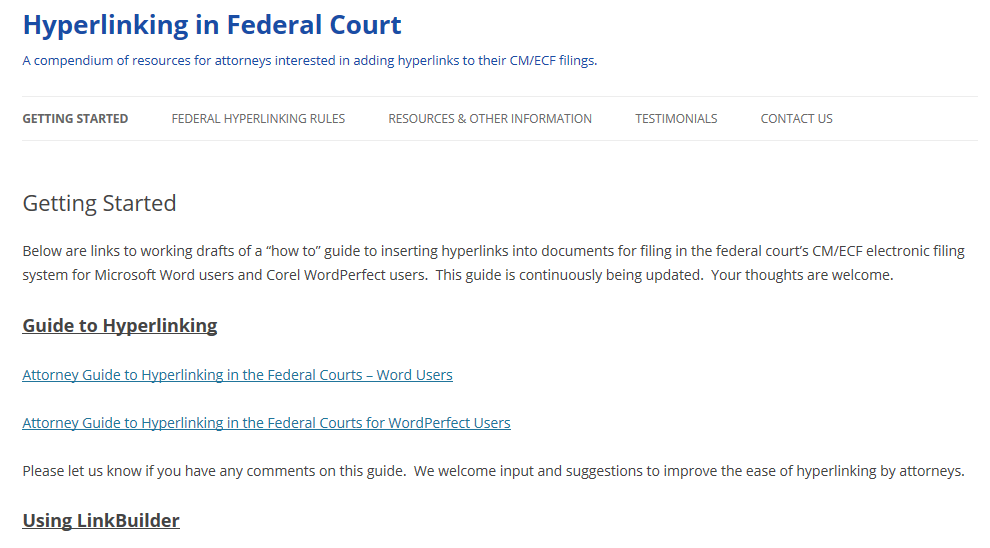 Hyperlinking in Federal Court
A compendium of resources for attorneys interested in adding hyperlinks to their CM/ECF filings.
GETTING STARTED FEDERAL HYPERLINKING RULES RESOURCES & OTHER INFORMATION TESTIMONIALS CONTACT US
Getting Started
Below are links to working drafts of a “how to” guide to inserting hyperlinks into documents for filing in the federal court’s CM/ECF electronic filing
system for Microsoft Word users and Corel WordPerfect users. This guide is continuously being updated. Your thoughts are welcome.
Guide to Hyperlinking
Attorney Guide to Hyperlinking in the Federal Courts – Word Users
Attorney Guide to Hyperlinking in the Federal Courts for WordPerfect Users
Please let us know if you have any comments on this guide. We welcome input and suggestions to improve the ease of hyperlinking by attorneys.
Using LinkBuilder